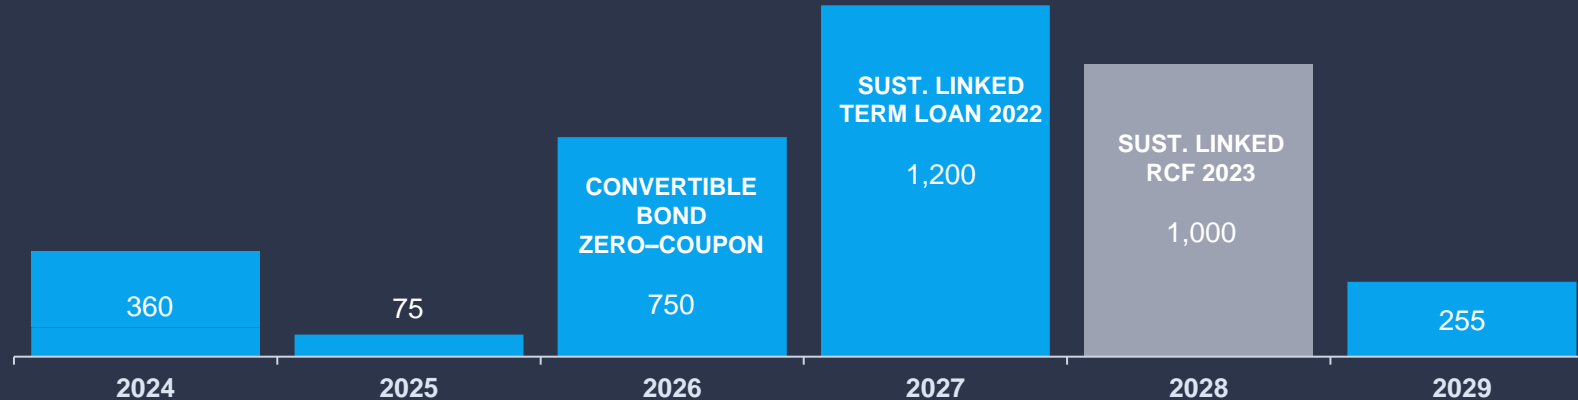 SUST. LINKED
TERM LOAN 2022
1,200
SUST. LINKED
RCF 2023
1,000
CONVERTIBLE
BOND
ZERO–COUPON
750
360
75
255
2024
2025
2026
2027
2028
2029